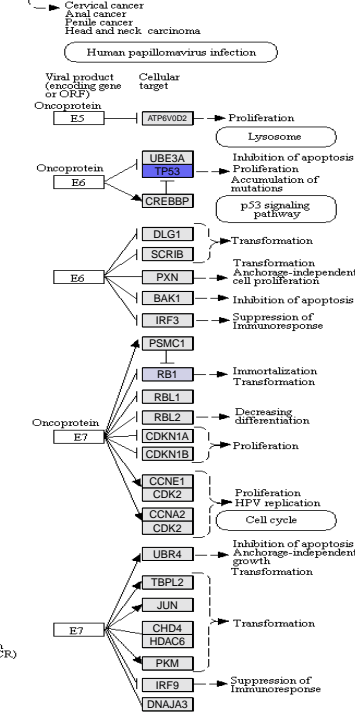 Cervical cancer
Anal cancer
Penile cancer
Head and neck carcinoma
Human papillomavirus infection
Viral product
(encoding gene
or ORF)
Cellular
target
Oncoprotein
E5
ATP6V0D2
Proliferation
Lysosome
Oncoprotein
E6
UBE3A
TP53
CREBBP
Inhibition of apoptosis
Proliferation
Accumulation of
mutations
p53 signaling
pathway
E6
DLG1
SCRIB
PXN
BAK1
IRF3
Transformation
Transformation
Anchorage-independent
cell proliferation
Inhibition of apoptosis
Suppression of
Immunoresponse
Oncoprotein
E7
PSMC1
RB1
RBL1
RBL2
CDKN1A
CDKN1B
CCNE1
CDK2
CCNA2
CDK2
Immortalization
Transformation
Decreasing
differentiation
Proliferation
Proliferation
HPV replication
Cell cycle
E7
UBR4
TBPL2
JUN
CHD4
HDAC6
PKM
IRF9
DNAJA3
Inhibition of apoptosis
Anchorage-independent
growth
Transformation
Transformation
Suppression of
Immunoresponse
CR)